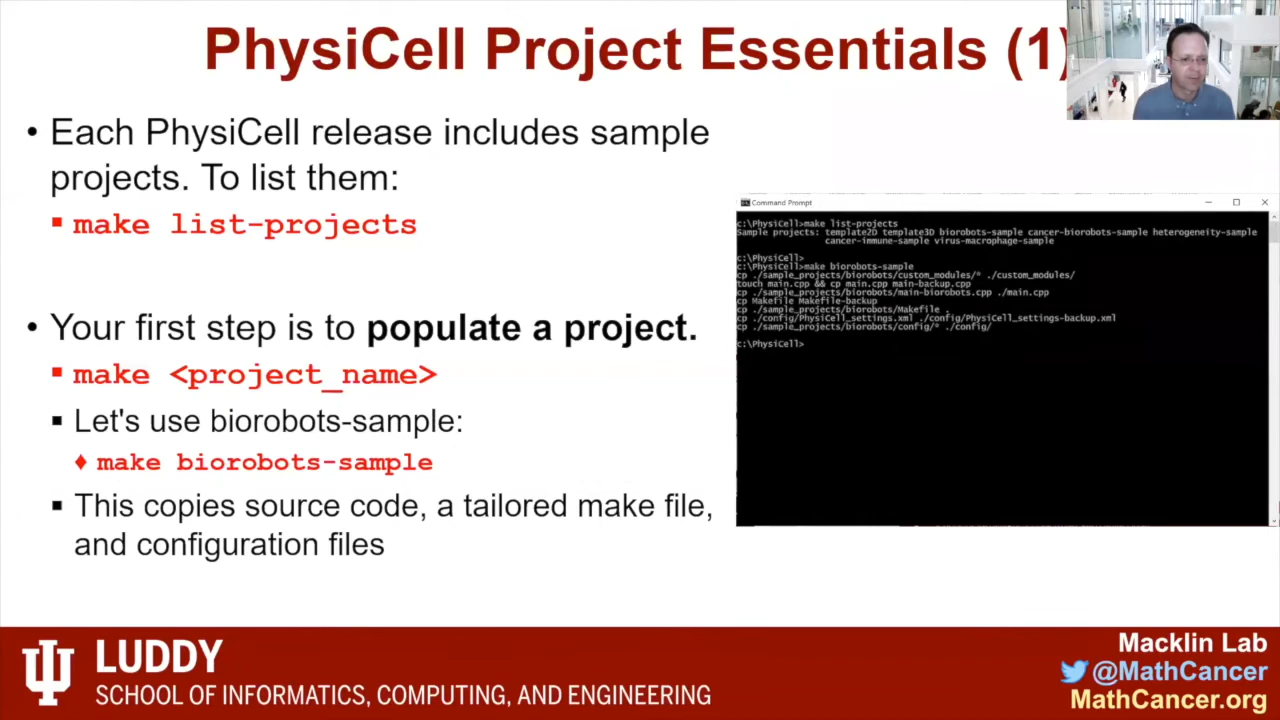 PhysiCell Project Essentials (1)
• Each PhysiCell release includes sample
projects. To list them:
▪ make list-projects
• Your first step is to populate a project.
▪ make <project_name>
▪ Let's use biorobots-sample:
♦ make biorobots-sample
▪ This copies source code, a tailored make file,
and configuration files
Command Prompt
c:\PhysiCell>make list-projects
Sample projects: template2D template3D biorobots-sample cancer-biorobots-sample heterogeneity-sample
cancer-immune-sample virus-macrophage-sample
c:\PhysiCell>
c:\PhysiCell>make biorobots-sample
cp ./sample_projects/biorobots/custom_modules/* ./custom_modules/
touch main.cpp && cp main.cpp main-backup.cpp
cp ./sample_projects/biorobots/main-biorobots.cpp ./main.cpp
cp Makefile Makefile-backup
cp ./sample_projects/biorobots/Makefile .
cp ./config/PhysiCell_settings.xml ./config/PhysiCell_settings-backup.xml
cp ./sample_projects/biorobots/config/* ./config/
c:\PhysiCell>
LUDDY
SCHOOL OF INFORMATICS, COMPUTING, AND ENGINEERING
Macklin Lab
@MathCancer
MathCancer.org